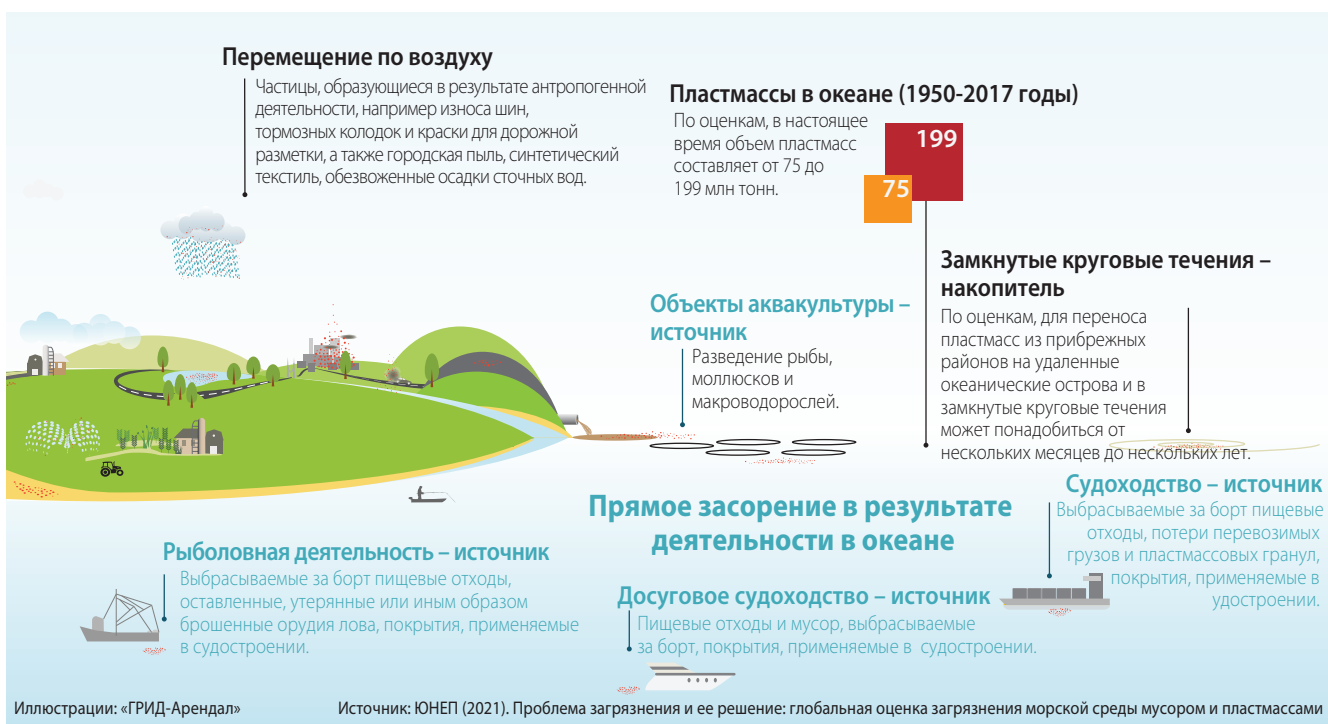 Перемещение по воздуху
Частицы, образующиеся в результате антропогенной
деятельности, например износа шин,
тормозных колодок и краски для дорожной
разметки, а также городская пыль, синтетический
текстиль, обезвоженные осадки сточных вод.
Пластмассы в океане (1950-2017 годы)
По оценкам, в настоящее
время объем пластмасс
составляет от 75 до
199 млн тонн.
199
75
Замкнутые круговые течения –
накопитель
По оценкам, для переноса
пластмасс из прибрежных
районов на удаленные
океанические острова и в
замкнутые круговые течения
может понадобиться от
нескольких месяцев до нескольких лет.
Объекты аквакультуры –
источник
Разведение рыбы,
моллюсков и
макроводорослей.
Прямое засорение в результате
деятельности в океане
Судоходство – источник
Выбрасываемые за борт пищевые
отходы, потери перевозимых
грузов и пластмассовых гранул,
покрытия, применяемые в
удостроении.
Рыболовная деятельность – источник
Выбрасываемые за борт пищевые отходы,
оставленные, утерянные или иным образом
брошенные орудия лова, покрытия, применяемые
в судостроении.
Досуговое судоходство – источник
Пищевые отходы и мусор, выбрасываемые
за борт, покрытия, применяемые в судостроении.
Иллюстрации: «ГРИД-Арендал»
Источник: ЮНЕП (2021). Проблема загрязнения и ее решение: глобальная оценка загрязнения морской среды мусором и пластмассами